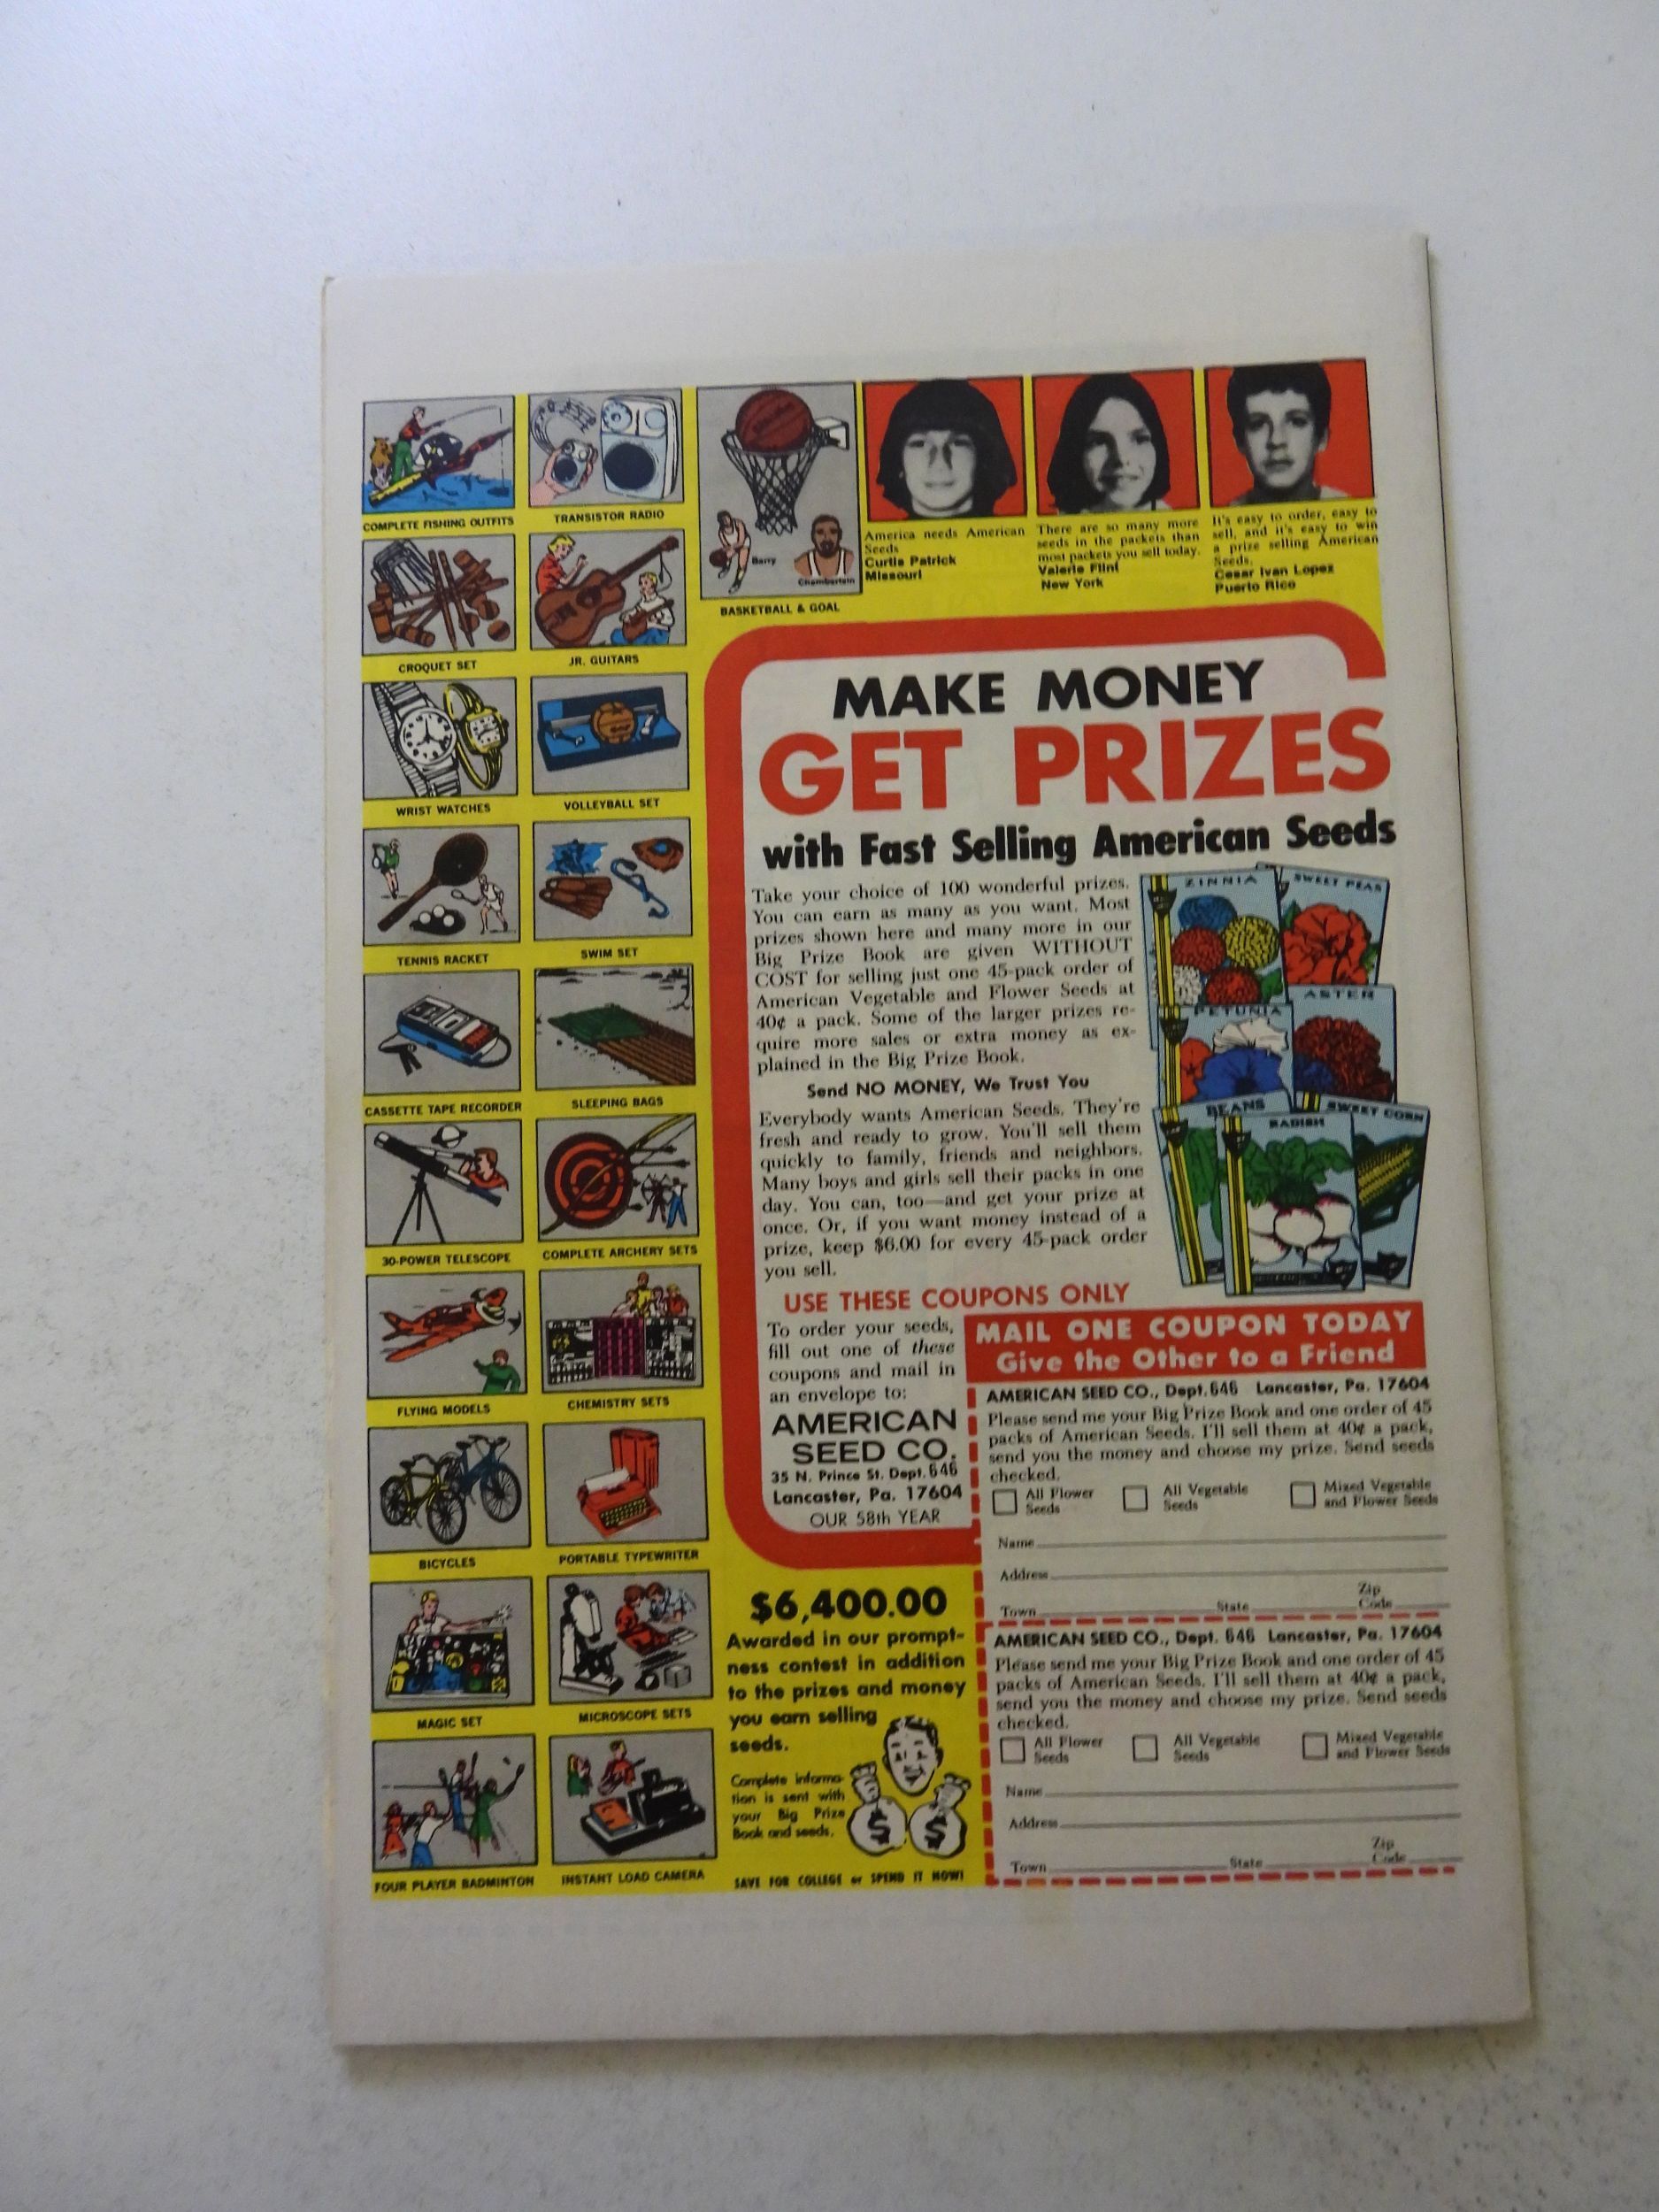 COMPLETE FISHING OUTFITS
TRANSISTOR RADIO
CROQUET SET
JR. GUITARS
WRIST WATCHES
VOLLEYBALL SET
TENNIS RACKET
SWIM SET
CASSETTE TAPE RECORDER
SLEEPING BAGS
30-POWER TELESCOPE
COMPLETE ARCHERY SETS
FLYING MODELS
CHEMISTRY SETS
BICYCLES
PORTABLE TYPEWRITER
MAGIC SET
MICROSCOPE SETS
FOUR PLAYER BADMINTON
INSTANT LOAD CAMERA
Barry
Chamberlain
BASKETBALL & GOAL
America needs American
Seeds
Curtis Patrick
Missouri
There are so many more
seeds in the packets than
most packets you sell today.
Valerie Flint
New York
It's easy to order, easy to
sell, and it's easy to win
a prize selling American
Seeds.
Cesar Ivan Lopez
Puerto Rico
MAKE MONEY
GET PRIZES
with Fast Selling American Seeds
Take your choice of 100 wonderful prizes.
You can earn as many as you want. Most
prizes shown here and many more in our
Big Prize Book are given WITHOUT
COST for selling just one 45-pack order of
American Vegetable and Flower Seeds at
40¢ a pack. Some of the larger prizes re-
quire more sales or extra money as ex-
plained in the Big Prize Book.
Send NO MONEY, We Trust You
Everybody wants American Seeds. They're
fresh and ready to grow. You'll sell them
quickly to family, friends and neighbors.
Many boys and girls sell their packs in one
day. You can, too—and get your prize at
once. Or, if you want money instead of a
prize, keep $6.00 for every 45-pack order
you sell.
ZINNIA
SWEET PEAS
PETUNIA
ASTER
BEANS
RADISH
SWEET CORN
USE THESE COUPONS ONLY
To order your seeds,
fill out one of these
coupons and mail in
an envelope to:
AMERICAN
SEED CO.
35 N. Prince St. Dept. 646
Lancaster, Pa. 17604
OUR 58th YEAR
MAIL ONE COUPON TODAY
Give the Other to a Friend
AMERICAN SEED CO., Dept. 646 Lancaster, Pa. 17604
Please send me your Big Prize Book and one order of 45
packs of American Seeds. I'll sell them at 40¢ a pack,
send you the money and choose my prize. Send seeds
checked.
All Flower Seeds
All Vegetable Seeds
Mixed Vegetable and Flower Seeds
Name
Address
Town State Zip Code
AMERICAN SEED CO., Dept. 646 Lancaster, Pa. 17604
Please send me your Big Prize Book and one order of 45
packs of American Seeds. I'll sell them at 40¢ a pack,
send you the money and choose my prize. Send seeds
checked.
All Flower Seeds
All Vegetable Seeds
Mixed Vegetable and Flower Seeds
Name
Address
Town State Zip Code
$6,400.00
Awarded in our prompt-
ness contest in addition
to the prizes and money
you earn selling
seeds.
Complete informa-
tion is sent with
your Big Prize
Book and seeds.
$ $
SAVE FOR COLLEGE or SPEND IT NOW!